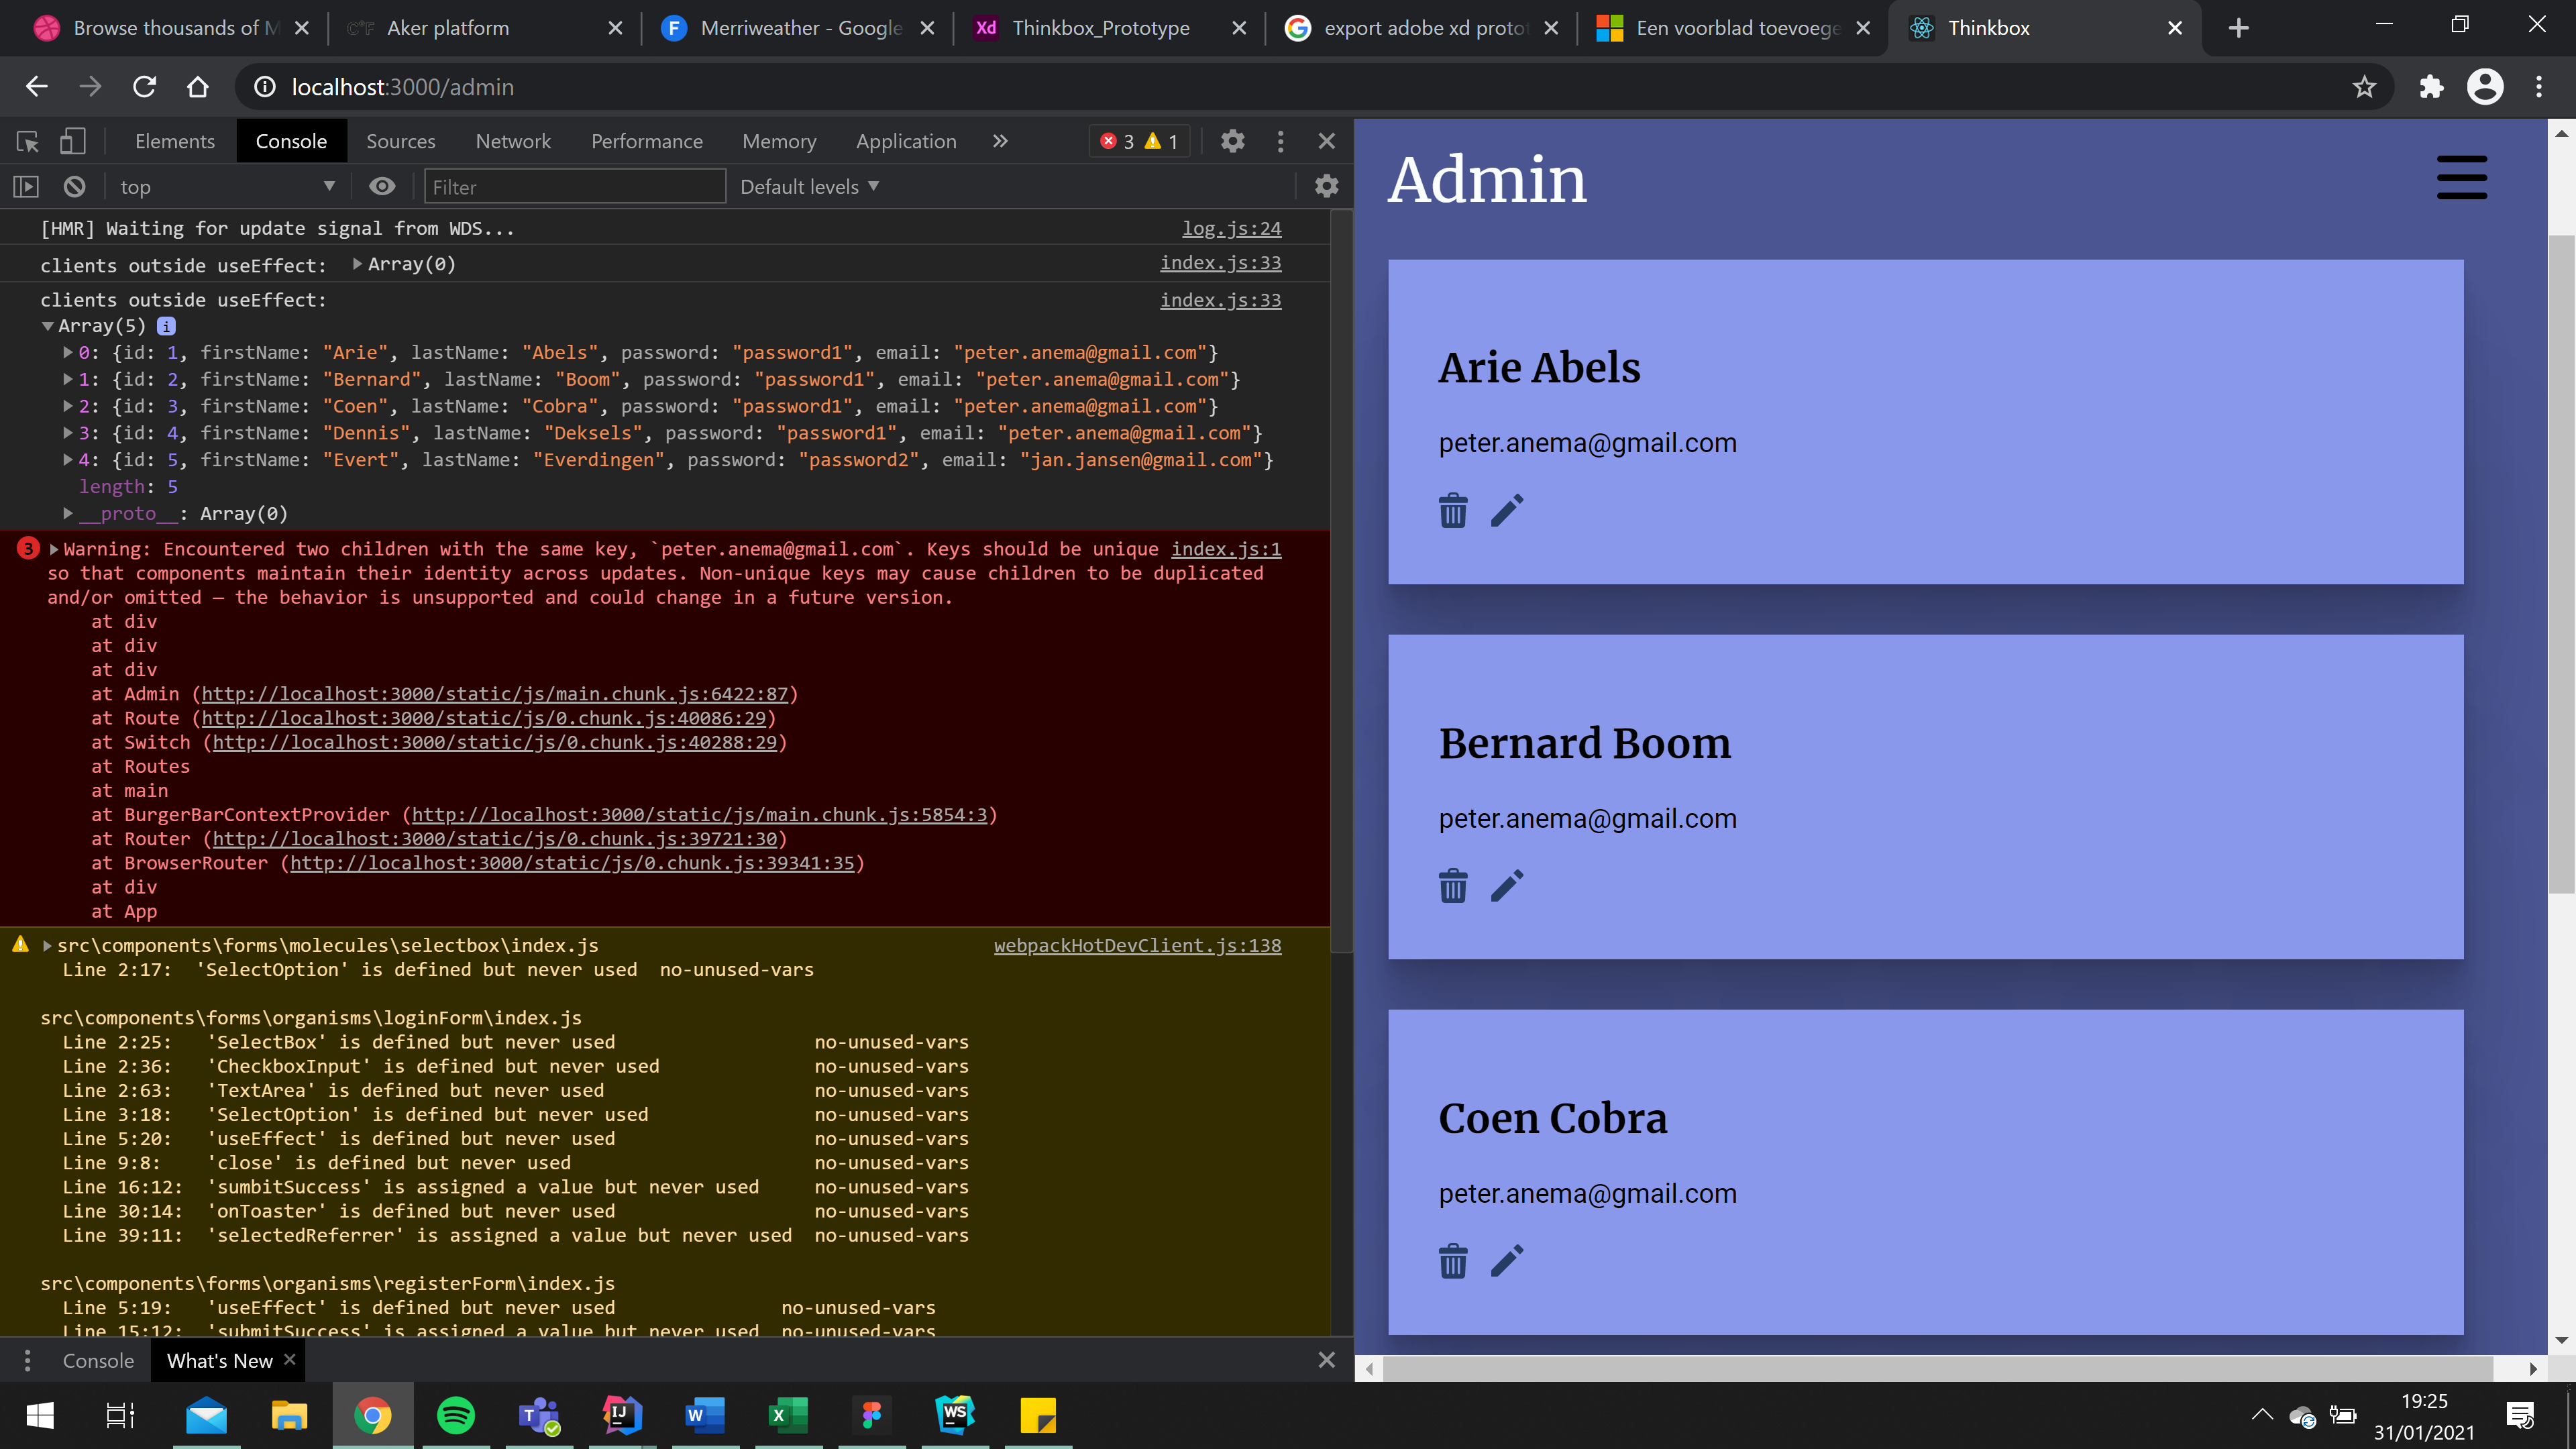 Browse thousands of M
Aker platform
Merriweather - Google
Thinkbox_Prototype
export adobe xd protot
Een voorblad toevoege
Thinkbox
localhost:3000/admin
Elements Console Sources Network Performance Memory Application 3 1
top Filter Default levels
[HMR] Waiting for update signal from WDS... log.js:24
clients outside useEffect: Array(0) index.js:33
clients outside useEffect: index.js:33
Array(5) i
0: {id: 1, firstName: "Arie", lastName: "Abels", password: "password1", email: "peter.anema@gmail.com"}
1: {id: 2, firstName: "Bernard", lastName: "Boom", password: "password1", email: "peter.anema@gmail.com"}
2: {id: 3, firstName: "Coen", lastName: "Cobra", password: "password1", email: "peter.anema@gmail.com"}
3: {id: 4, firstName: "Dennis", lastName: "Deksels", password: "password1", email: "peter.anema@gmail.com"}
4: {id: 5, firstName: "Evert", lastName: "Everdingen", password: "password2", email: "jan.jansen@gmail.com"}
length: 5
__proto__: Array(0)
3 Warning: Encountered two children with the same key, `peter.anema@gmail.com`. Keys should be unique index.js:1
so that components maintain their identity across updates. Non-unique keys may cause children to be duplicated
and/or omitted — the behavior is unsupported and could change in a future version.
at div
at div
at div
at Admin (http://localhost:3000/static/js/main.chunk.js:6422:87)
at Route (http://localhost:3000/static/js/0.chunk.js:40086:29)
at Switch (http://localhost:3000/static/js/0.chunk.js:40288:29)
at Routes
at main
at BurgerBarContextProvider (http://localhost:3000/static/js/main.chunk.js:5854:3)
at Router (http://localhost:3000/static/js/0.chunk.js:39721:30)
at BrowserRouter (http://localhost:3000/static/js/0.chunk.js:39341:35)
at div
at App
src\components\forms\molecules\selectbox\index.js webpackHotDevClient.js:138
Line 2:17: 'SelectOption' is defined but never used no-unused-vars
src\components\forms\organisms\loginForm\index.js
Line 2:25: 'SelectBox' is defined but never used no-unused-vars
Line 2:36: 'CheckboxInput' is defined but never used no-unused-vars
Line 2:63: 'TextArea' is defined but never used no-unused-vars
Line 3:18: 'SelectOption' is defined but never used no-unused-vars
Line 5:20: 'useEffect' is defined but never used no-unused-vars
Line 9:8: 'close' is defined but never used no-unused-vars
Line 16:12: 'sumbitSuccess' is assigned a value but never used no-unused-vars
Line 30:14: 'onToaster' is defined but never used no-unused-vars
Line 39:11: 'selectedReferrer' is assigned a value but never used no-unused-vars
src\components\forms\organisms\registerForm\index.js
Line 5:19: 'useEffect' is defined but never used no-unused-vars
Line 15:12: 'submitSuccess' is assigned a value but never used no-unused-vars
Console What's New
Admin
Arie Abels
peter.anema@gmail.com
Bernard Boom
peter.anema@gmail.com
Coen Cobra
peter.anema@gmail.com
19:25
31/01/2021